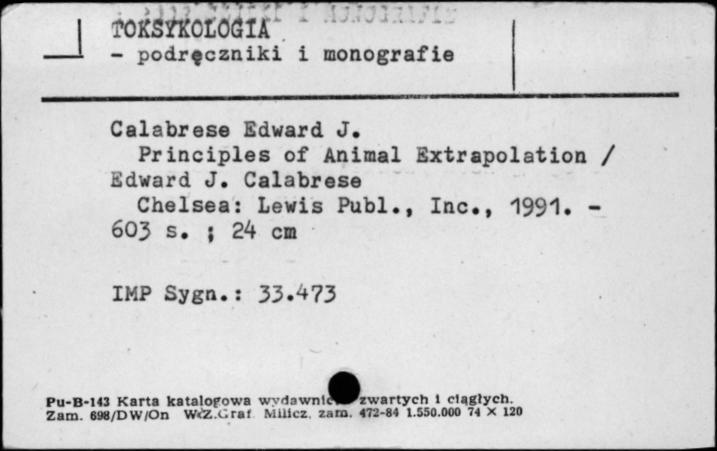 TOKSYKOLOGIA
- podręczniki i monografie
Calabrese Edward J.
Principles of Animal Extrapolation /
Edward J. Calabrese
Chelsea: Lewis Publ., Inc., 1991. -
603 s. ; 24 cm
IMP Sygn.: 33.473
Pu-B-143 Karta katalogowa zwartych i ciągłych.
Zam. 698/DW/On WZ.Graf. Milicz, zam. 472-84 1.550.000 74 × 120